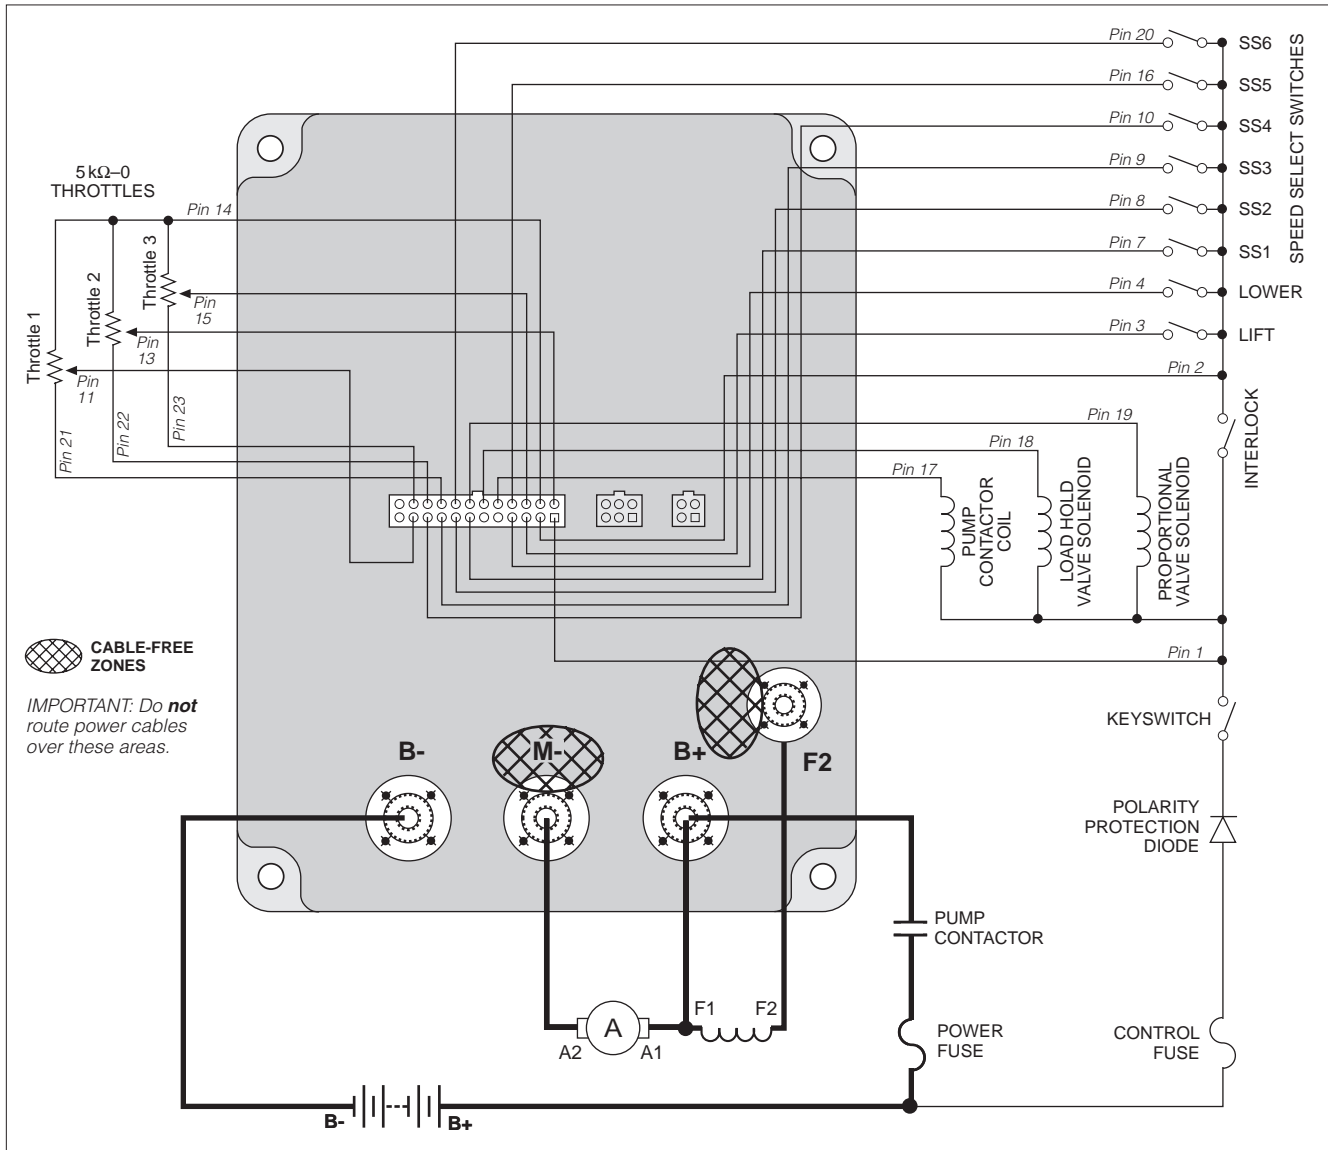 Pin 20
SS6
Pin 16
SS5
Pin 10
SS4
Pin 9
SS3
Pin 8
SS2
Pin 7
SS1
SPEED SELECT SWITCHES
Pin 4
LOWER
Pin 3
LIFT
Pin 2
INTERLOCK
5 kΩ–0
THROTTLES
Pin 14
Throttle 3
Throttle 2
Throttle 1
Pin
15
Pin
13
Pin
11
Pin 23
Pin 22
Pin 21
Pin 19
Pin 18
Pin 17
PUMP
CONTACTOR
COIL
LOAD HOLD
VALVE SOLENOID
PROPORTIONAL
VALVE SOLENOID
CABLE-FREE
ZONES
IMPORTANT: Do not
route power cables
over these areas.
Pin 1
KEYSWITCH
B-
M-
B+
F2
POLARITY
PROTECTION
DIODE
PUMP
CONTACTOR
F1
F2
A
A2
A1
POWER
FUSE
CONTROL
FUSE
B-
B+